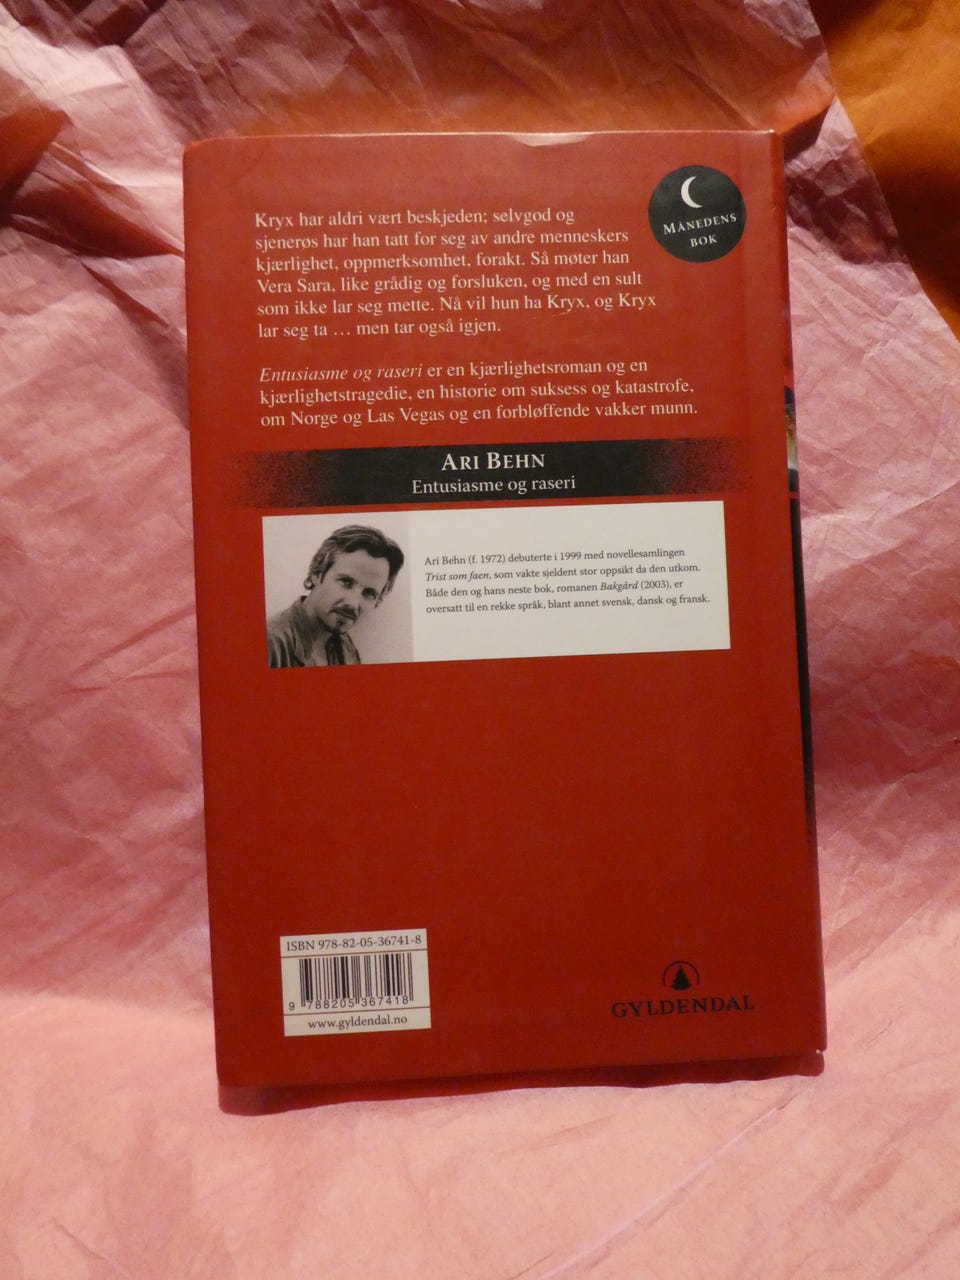 Kryx har aldri vært beskjeden; selvgod og
sjenerøs har han tatt for seg av andre menneskers
kjærlighet, oppmerksomhet, forakt. Så møter han
Vera Sara, like grådig og forsluken, og med en sult
som ikke lar seg mette. Nå vil hun ha Kryx, og Kryx
lar seg ta … men tar også igjen.
MÅNEDENS
BOK
Entusiasme og raseri er en kjærlighetsroman og en
kjærlighetstragedie, en historie om suksess og katastrofe,
om Norge og Las Vegas og en forbløffende vakker munn.
ARI BEHN
Entusiasme og raseri
Ari Behn (f. 1972) debuterte i 1999 med novellesamlingen
Trist som faen, som vakte sjeldent stor oppsikt da den utkom.
Både den og hans neste bok, romanen Bakgård (2003), er
oversatt til en rekke språk, blant annet svensk, dansk og fransk.
ISBN 978-82-05-36741-8
9 788205 367418
www.gyldendal.no
GYLDENDAL